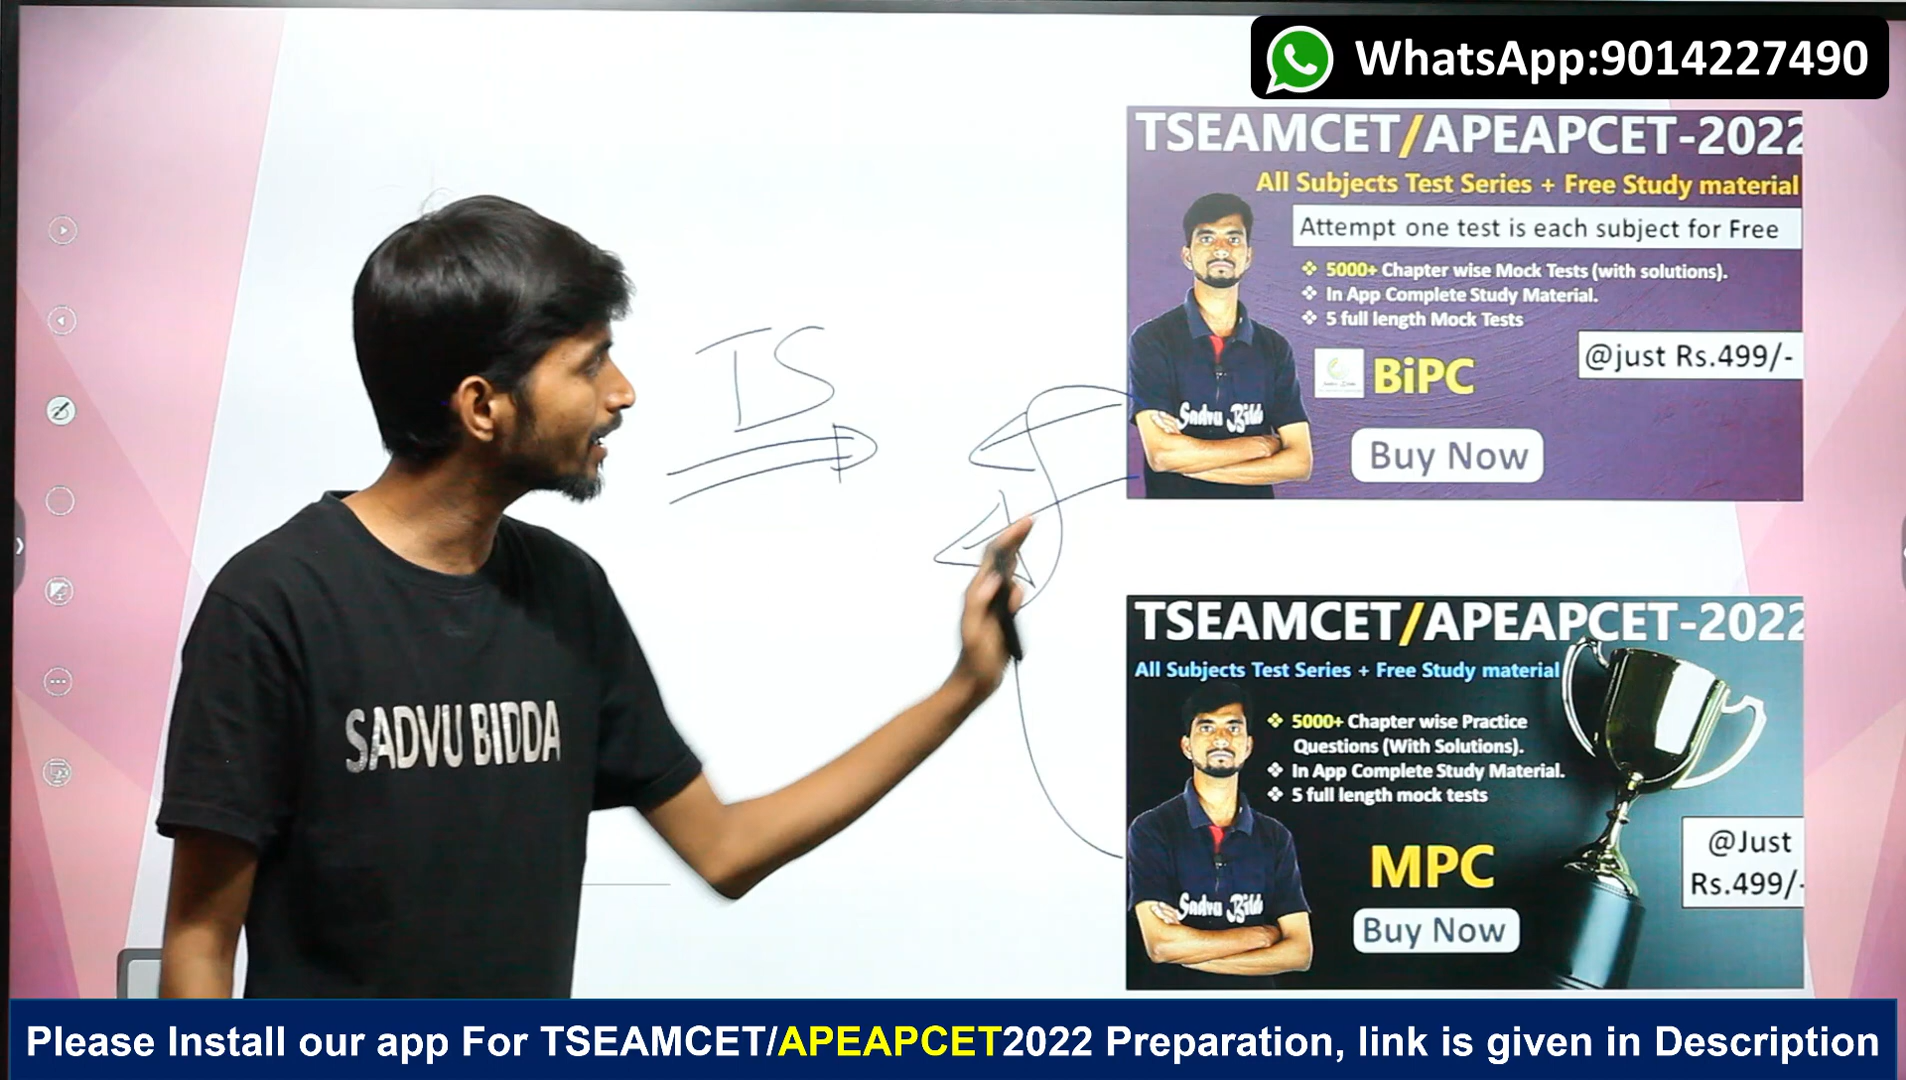 WhatsApp:9014227490
TSEAMCET/APEAPCET-2022
All Subjects Test Series + Free Study material
Attempt one test is each subject for Free
5000+ Chapter wise Mock Tests (with solutions).
In App Complete Study Material.
5 full length Mock Tests
@just Rs.499/-
BiPC
Buy Now
TS
SADVU BIDDA
TSEAMCET/APEAPCET-2022
All Subjects Test Series + Free Study material
5000+ Chapter wise Practice
Questions (With Solutions).
In App Complete Study Material.
5 full length mock tests
@Just
Rs.499/-
MPC
Buy Now
Please Install our app For TSEAMCET/APEAPCET2022 Preparation, link is given in Description